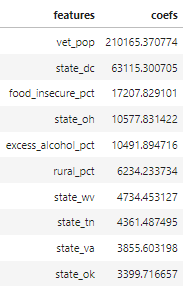 features coefs
vet_pop 210165.370774
state_dc 63115.300705
food_insecure_pct 17207.829101
state_oh 10577.831422
excess_alcohol_pct 10491.894716
rural_pct 6234.233734
state_wv 4734.453127
state_tn 4361.487495
state_va 3855.603198
state_ok 3399.716657